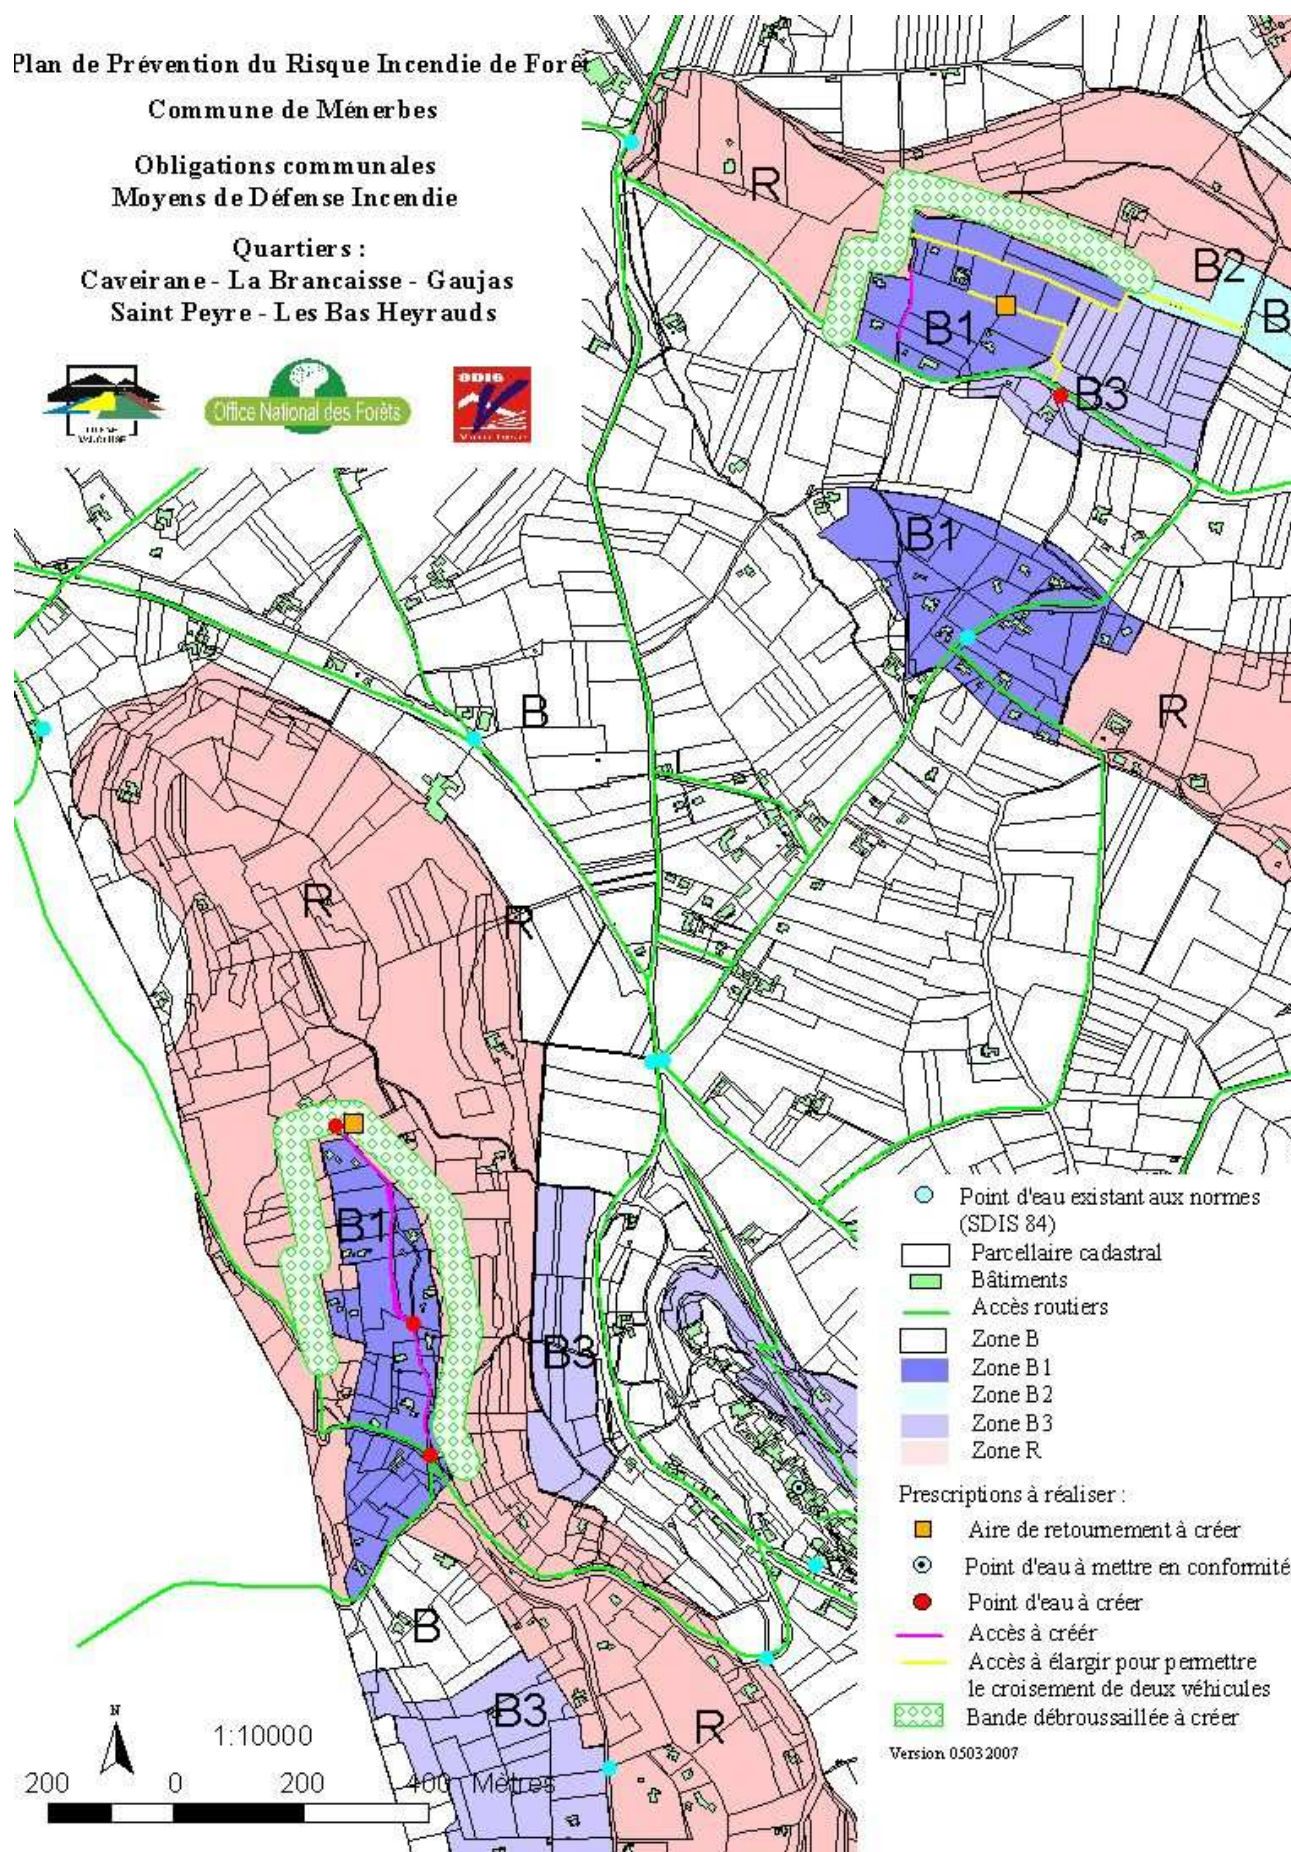 Plan de Prévention du Risque Incendie de Forêt
Commune de Ménerbes
Obligations communales
Moyens de Défense Incendie
Quartiers :
Caveirane - La Brancaisse - Gaujas
Saint Peyre - Les Bas Heyrauds
Office National des Forêts
SDIS
R
B2
B
B1
B3
B1
R
B
R
R
B1
B3
B
B3
R
N
1:10000
200 0 200 400 Mètres
Point d'eau existant aux normes
(SDIS 84)
Parcellaire cadastral
Bâtiments
Accès routiers
Zone B
Zone B1
Zone B2
Zone B3
Zone R
Prescriptions à réaliser :
Aire de retournement à créer
Point d'eau à mettre en conformité
Point d'eau à créer
Accès à créér
Accès à élargir pour permettre
le croisement de deux véhicules
Bande débroussaillée à créer
Version 05032007